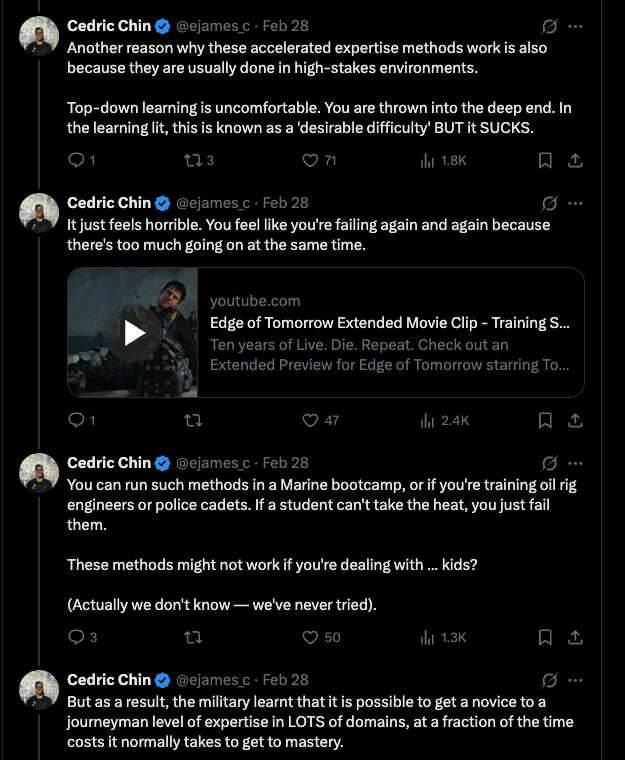 Cedric Chin @ejames_c · Feb 28
Another reason why these accelerated expertise methods work is also
because they are usually done in high-stakes environments.
Top-down learning is uncomfortable. You are thrown into the deep end. In
the learning lit, this is known as a 'desirable difficulty' BUT it SUCKS.
1 3 71 1.8K
Cedric Chin @ejames_c · Feb 28
It just feels horrible. You feel like you're failing again and again because
there's too much going on at the same time.
youtube.com
Edge of Tomorrow Extended Movie Clip - Training S...
Ten years of Live. Die. Repeat. Check out an
Extended Preview for Edge of Tomorrow starring To...
1 47 2.4K
Cedric Chin @ejames_c · Feb 28
You can run such methods in a Marine bootcamp, or if you're training oil rig
engineers or police cadets. If a student can't take the heat, you just fail
them.
These methods might not work if you're dealing with ... kids?
(Actually we don't know — we've never tried).
3 50 1.3K
Cedric Chin @ejames_c · Feb 28
But as a result, the military learnt that it is possible to get a novice to a
journeyman level of expertise in LOTS of domains, at a fraction of the time
costs it normally takes to get to mastery.